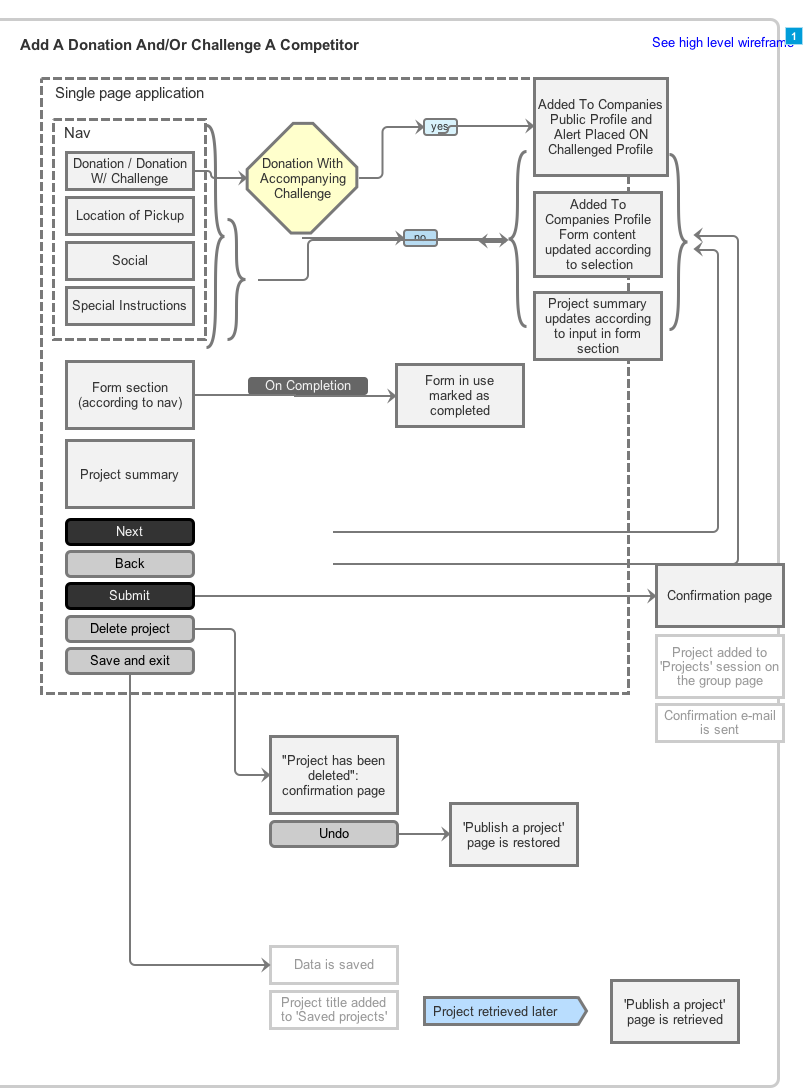 Add A Donation And/Or Challenge A Competitor
See high level wireframe
1
Single page application
Nav
Donation / Donation
W/ Challenge
Location of Pickup
Social
Special Instructions
Donation With
Accompanying
Challenge
yes
no
Added To Companies
Public Profile and
Alert Placed ON
Challenged Profile
Added To
Companies Profile
Form content
updated according
to selection
Project summary
updates according
to input in form
section
Form section
(according to nav)
On Completion
Form in use
marked as
completed
Project summary
Next
Back
Submit
Delete project
Save and exit
Confirmation page
Project added to
'Projects' session on
the group page
Confirmation e-mail
is sent
"Project has been
deleted":
confirmation page
Undo
'Publish a project'
page is restored
Data is saved
Project title added
to 'Saved projects'
Project retrieved later
'Publish a project'
page is retrieved